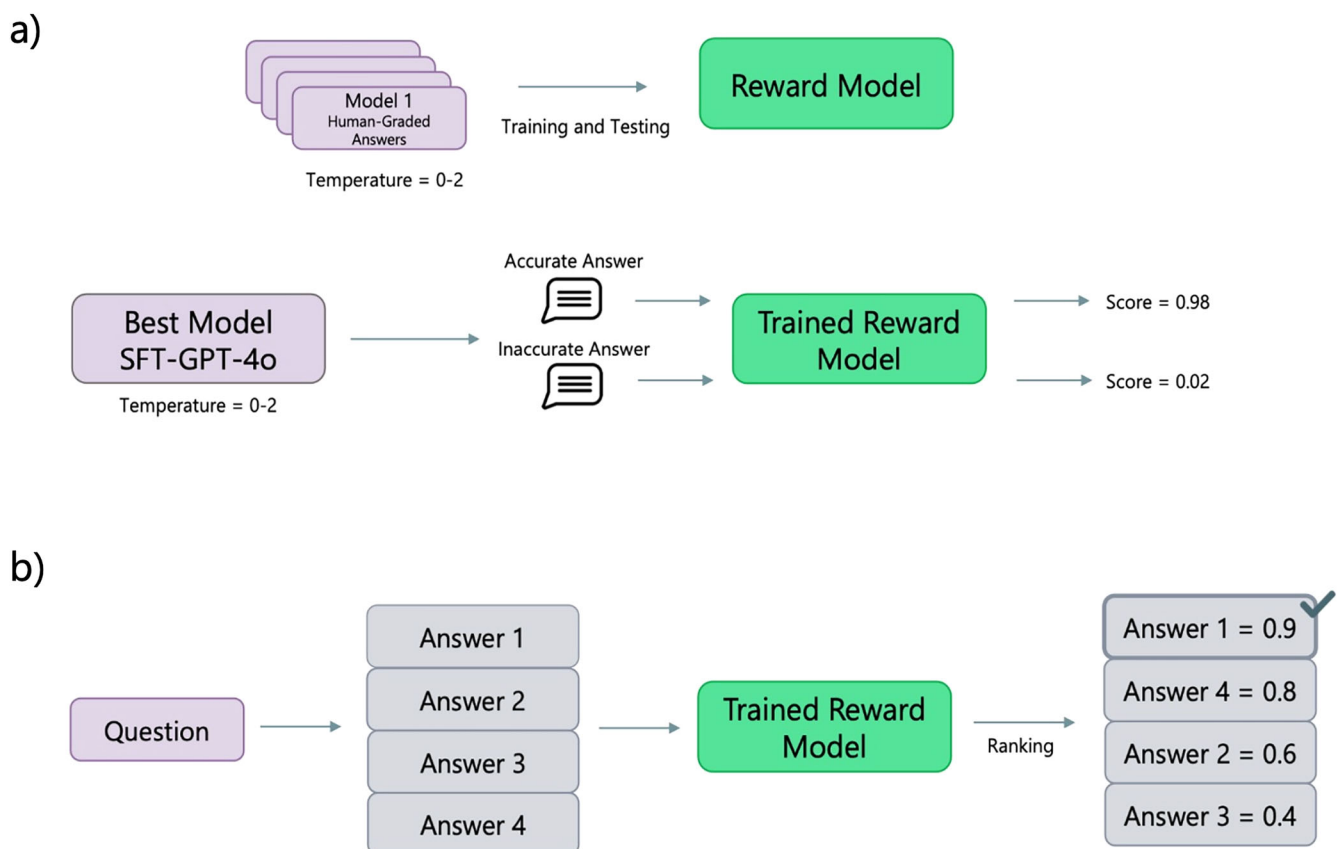 a)
Model 1
Human-Graded
Answers
Temperature = 0-2
Training and Testing
Reward Model
Best Model
SFT-GPT-4o
Temperature = 0-2
Accurate Answer
Inaccurate Answer
Trained Reward
Model
Score = 0.98
Score = 0.02
b)
Question
Answer 1
Answer 2
Answer 3
Answer 4
Trained Reward
Model
Ranking
Answer 1 = 0.9
Answer 4 = 0.8
Answer 2 = 0.6
Answer 3 = 0.4